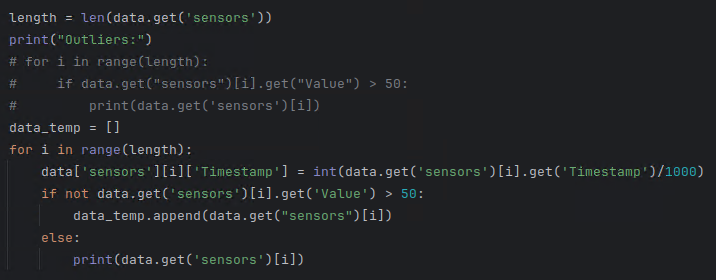 length = len(data.get('sensors'))
print("Outliers:")
# for i in range(length):
#     if data.get("sensors")[i].get("Value") > 50:
#         print(data.get('sensors')[i])
data_temp = []
for i in range(length):
    data['sensors'][i]['Timestamp'] = int(data.get('sensors')[i].get('Timestamp')/1000)
    if not data.get('sensors')[i].get('Value') > 50:
        data_temp.append(data.get("sensors")[i])
    else:
        print(data.get('sensors')[i])